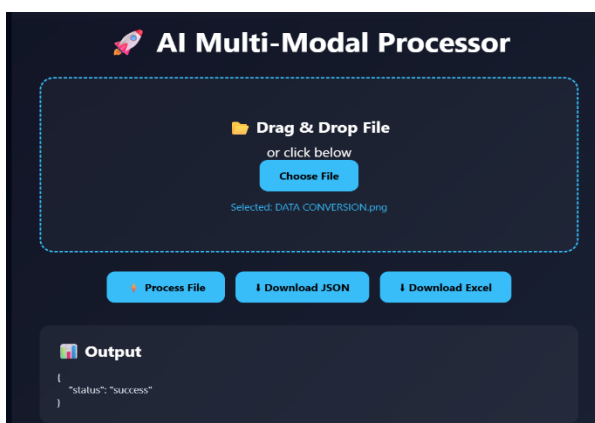 🚀 AI Multi-Modal Processor
📂 Drag & Drop File
or click below
Choose File
Selected: DATA CONVERSION.png
Process File
⬇ Download JSON
⬇ Download Excel
📊 Output
{
"status": "success"
}